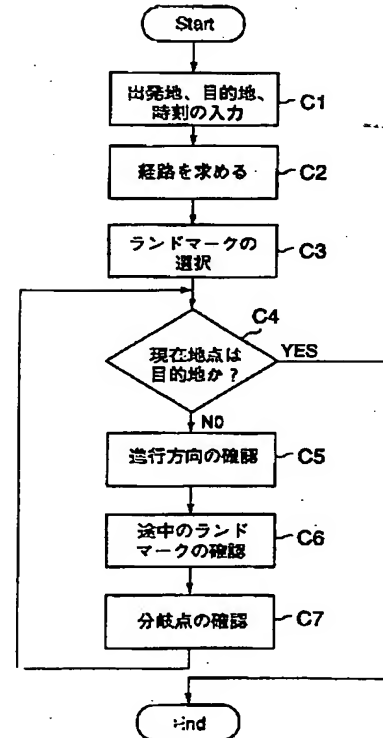 Start
出発地、目的地、
時刻の入力
C1
経路を求める
C2
ランドマークの
選択
C3
C4
現在地点は
目的地か？
YES
NO
進行方向の確認
C5
途中のランド
マークの確認
C6
分岐点の確認
C7
End